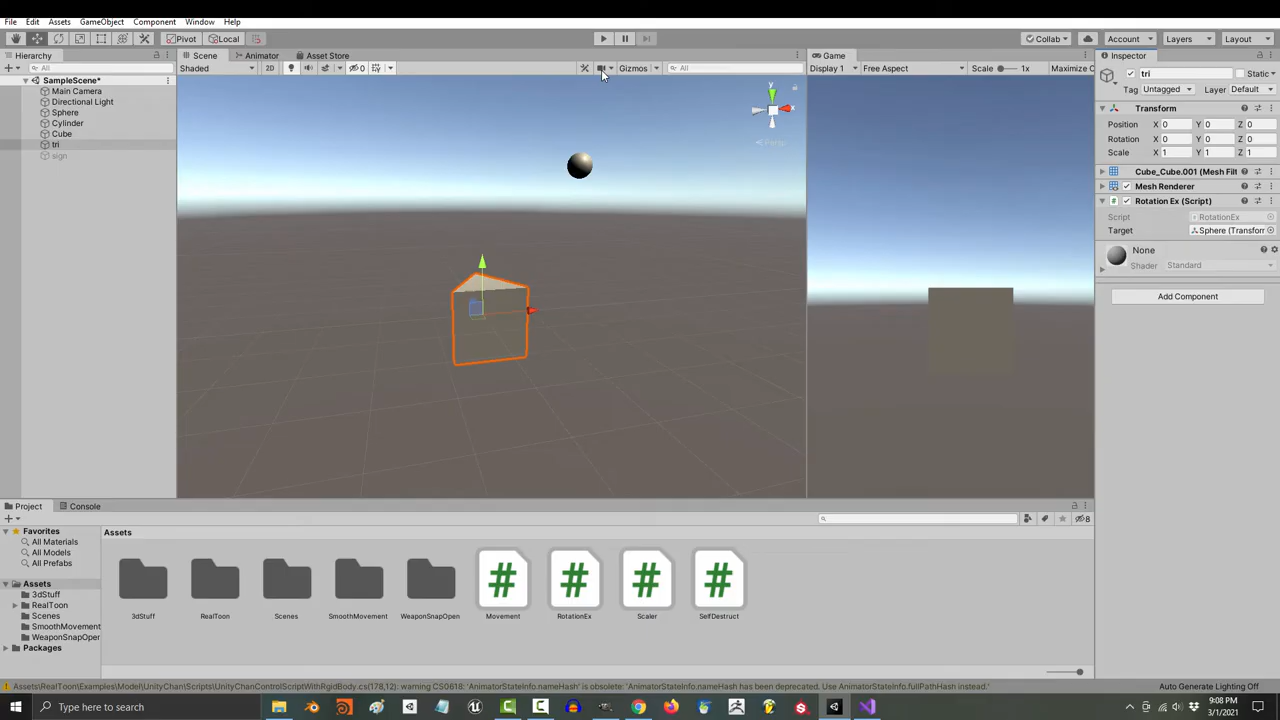 File Edit Assets GameObject Component Window Help
Pivot Local Collab Account Layers Layout
Hierarchy Scene Animator Asset Store Game Inspector
All Shaded 2D 0 Gizmos All Display 1 Free Aspect Scale 1x Maximize O tri Static
SampleScene*
Main Camera
Directional Light
Sphere
Cylinder
Cube
tri
sign
y
x
Persp
Tag Untagged Layer Default
Transform
Position X 0 Y 0 Z 0
Rotation X 0 Y 0 Z 0
Scale X 1 Y 1 Z 1
Cube_Cube.001 (Mesh Filt
Mesh Renderer
# Rotation Ex (Script)
Script RotationEx
Target Sphere (Transform
None
Shader Standard
Add Component
Project Console
8
Favorites
All Materials
All Models
All Prefabs
Assets
3dStuff
RealToon
Scenes
SmoothMovement
WeaponSnapOpen
Packages
Assets
# # # #
3dStuff RealToon Scenes SmoothMovement WeaponSnapOpen Movement RotationEx Scaler SelfDestruct
Assets\RealToon\Examples\Model\UnityChan\Scripts\UnityChanControlScriptWithRgidBody.cs(178,12): warning CS0618: 'AnimatorStateInfo.nameHash' is obsolete: 'AnimatorStateInfo.nameHash has been deprecated. Use AnimatorStateInfo.fullPathHash instead.'
Auto Generate Lighting Off
Type here to search
9:08 PM
3/1/2021